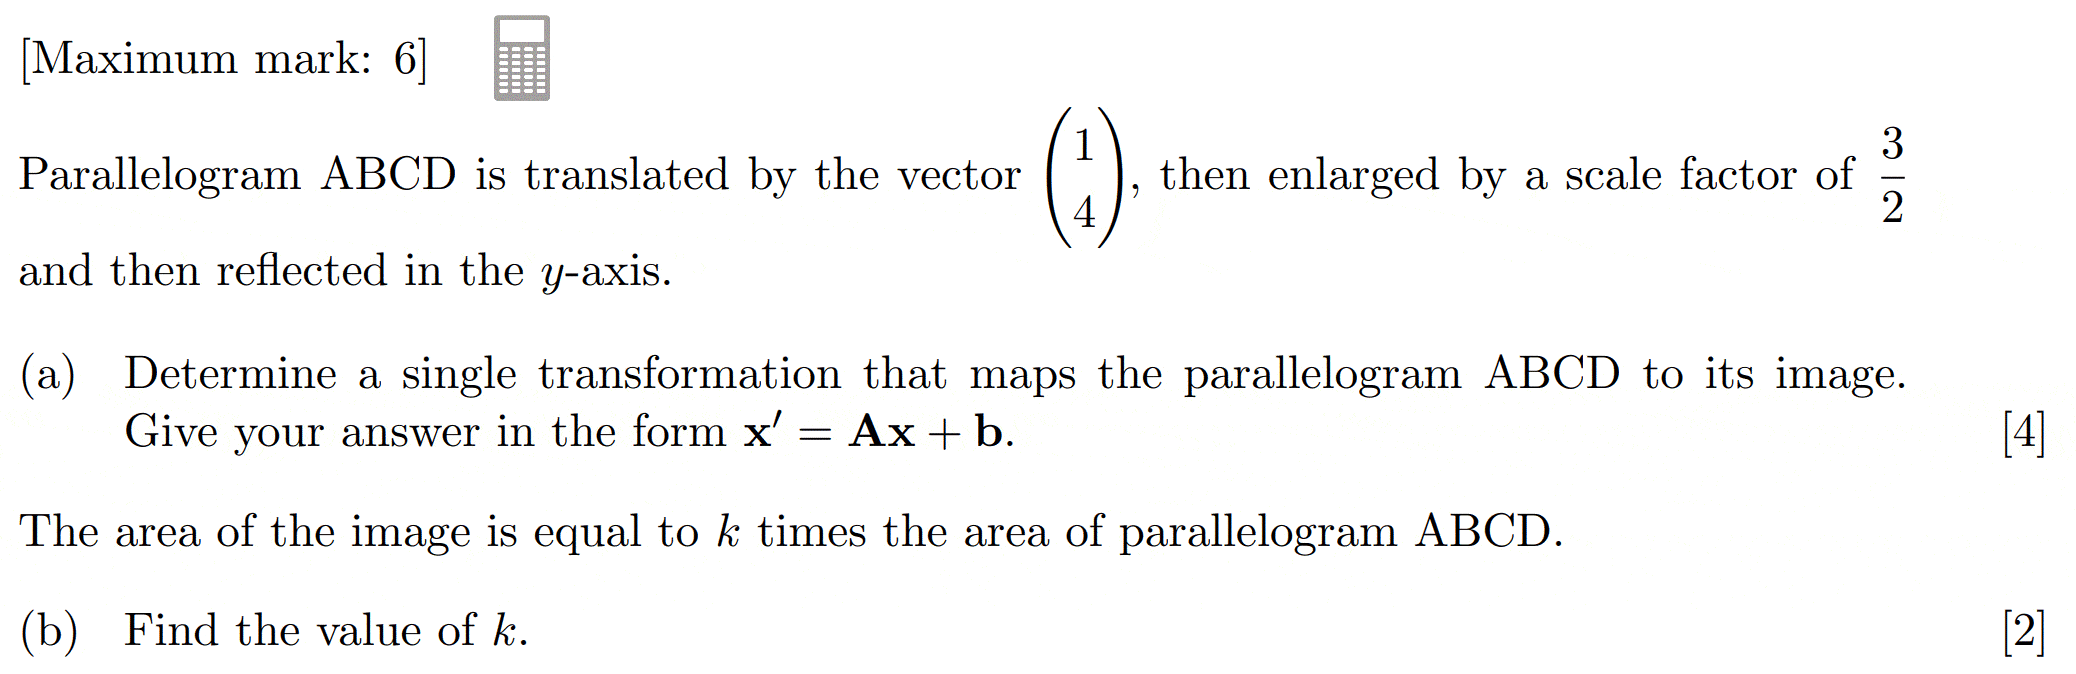 [Maximum mark: 6]
Parallelogram ABCD is translated by the vector \begin{pmatrix} 1 \\ 4 \end{pmatrix}, then enlarged by a scale factor of \frac{3}{2}
and then reflected in the y-axis.
(a) Determine a single transformation that maps the parallelogram ABCD to its image.
Give your answer in the form x′ = Ax + b. [4]
The area of the image is equal to k times the area of parallelogram ABCD.
(b) Find the value of k. [2]